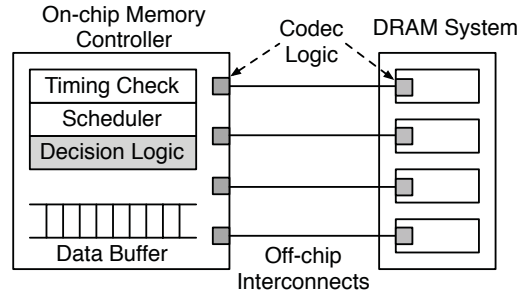 On-chip Memory
Controller
Codec
Logic
DRAM System
Timing Check
Scheduler
Decision Logic
Data Buffer
Off-chip
Interconnects